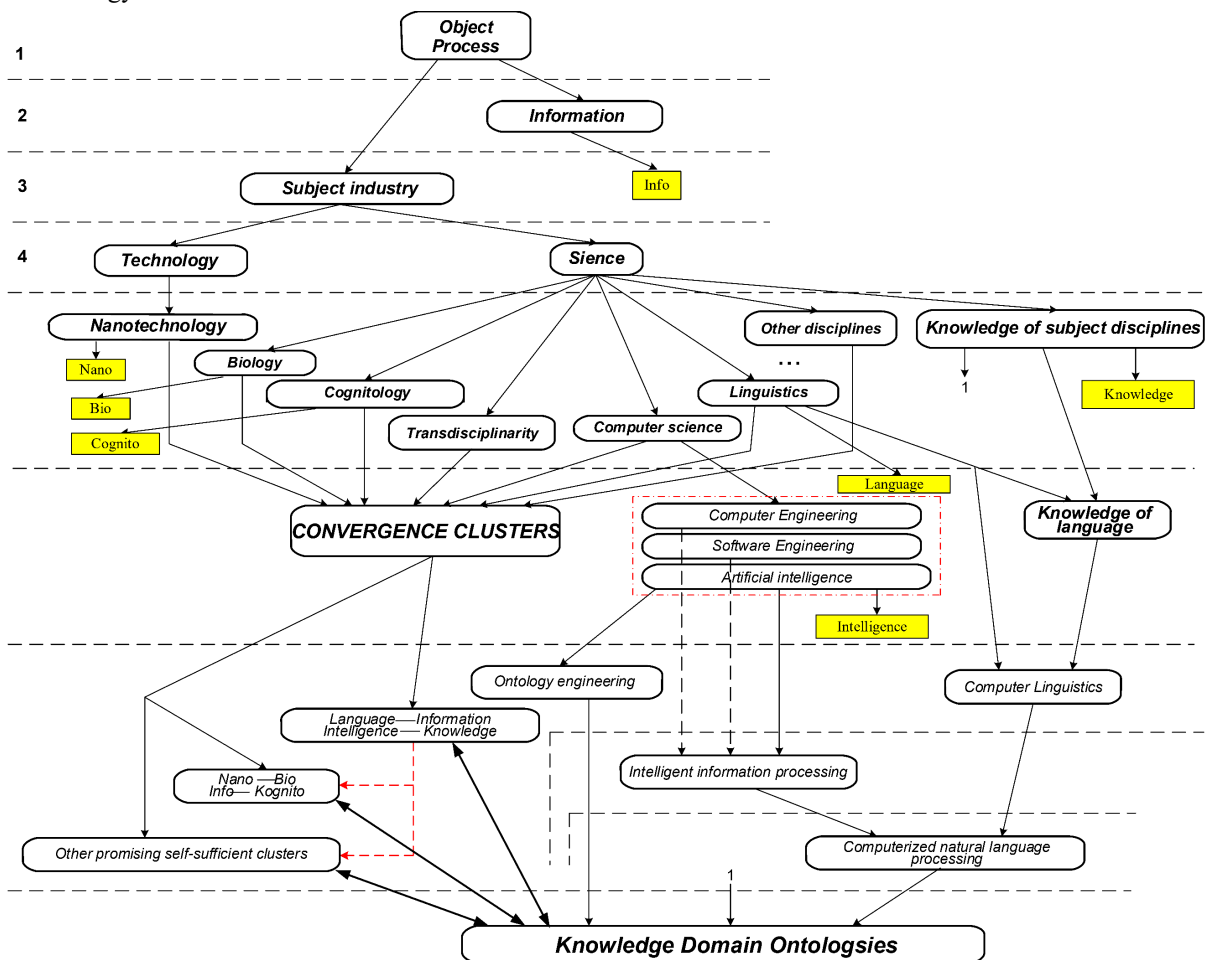 Object
Process
1
2
Information
3
Subject industry
Info
4
Technology
Sience
Nanotechnology
Other disciplines
Knowledge of subject disciplines
...
Biology
Nano
Cognitology
Linguistics
1
Knowledge
Bio
Transdisciplinarity
Computer science
Cognito
Language
CONVERGENCE CLUSTERS
Computer Engineering
Knowledge of
language
Software Engineering
Artificial intelligence
Intelligence
Ontology engineering
Computer Linguistics
Language—Information
Intelligence—Knowledge
Nano—Bio
Info—Kognito
Intelligent information processing
Other promising self-sufficient clusters
Computerized natural language
processing
1
Knowledge Domain Ontologsies